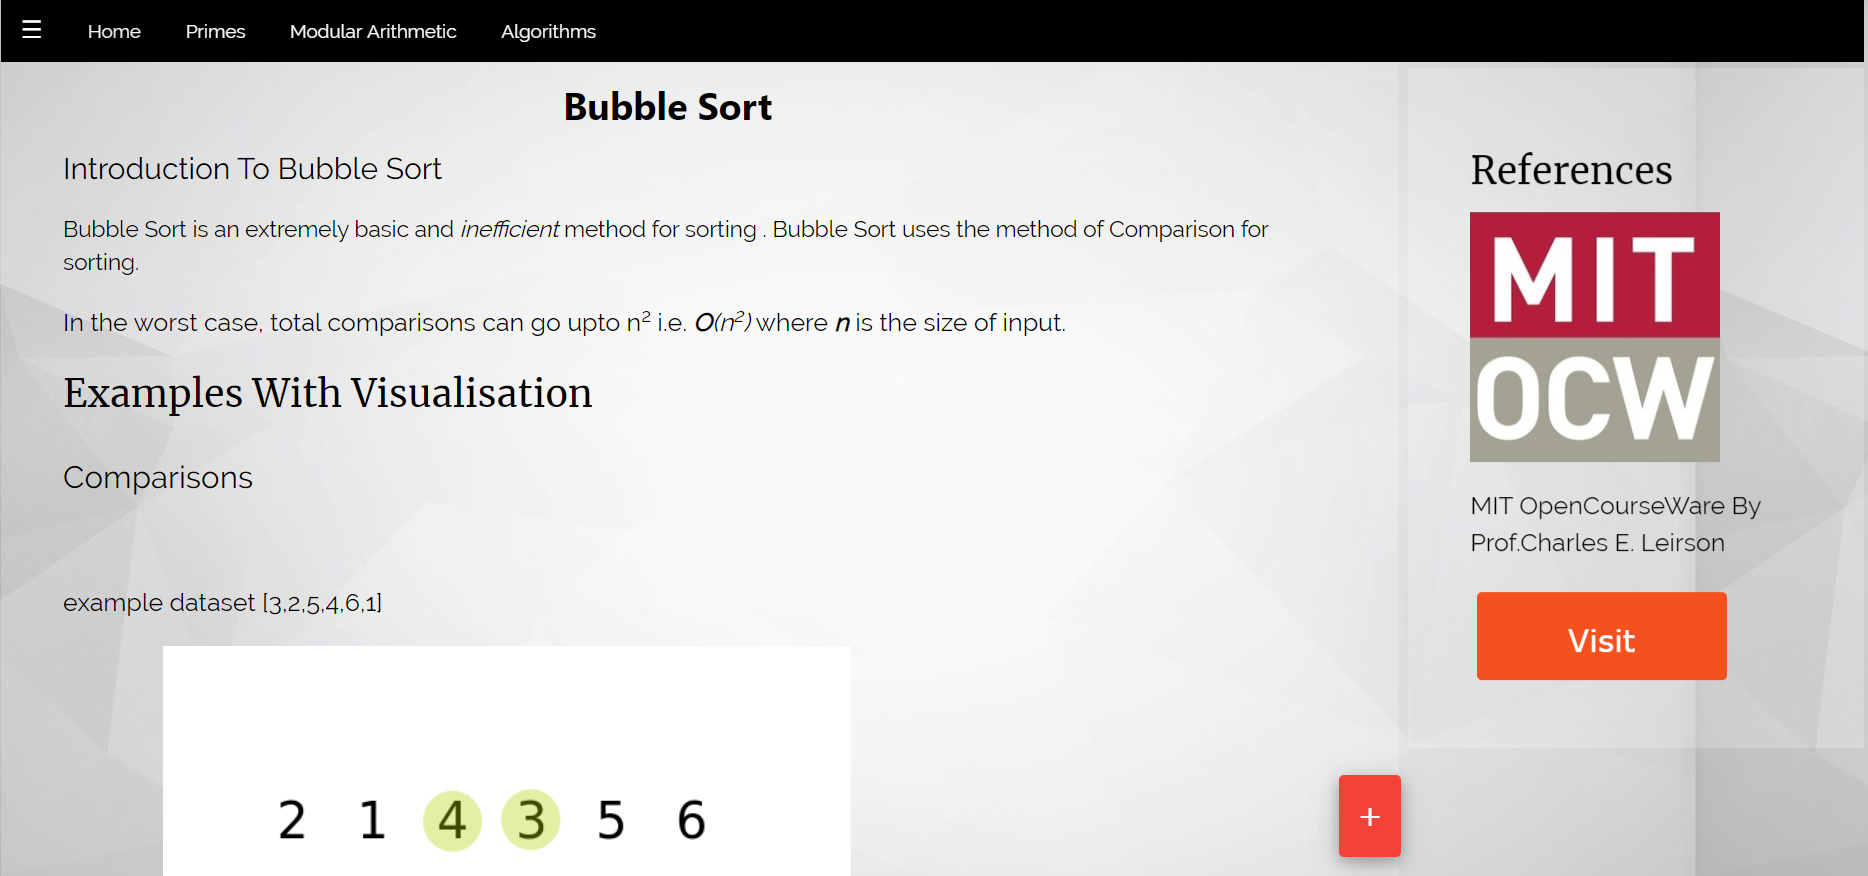 ☰ Home Primes Modular Arithmetic Algorithms
Bubble Sort
Introduction To Bubble Sort
Bubble Sort is an extremely basic and inefficient method for sorting . Bubble Sort uses the method of Comparison for
sorting.
In the worst case, total comparisons can go upto n² i.e. O(n²) where n is the size of input.
Examples With Visualisation
Comparisons
example dataset [3,2,5,4,6,1]
2 1 4 3 5 6
+
References
MIT
OCW
MIT OpenCourseWare By
Prof.Charles E. Leirson
Visit